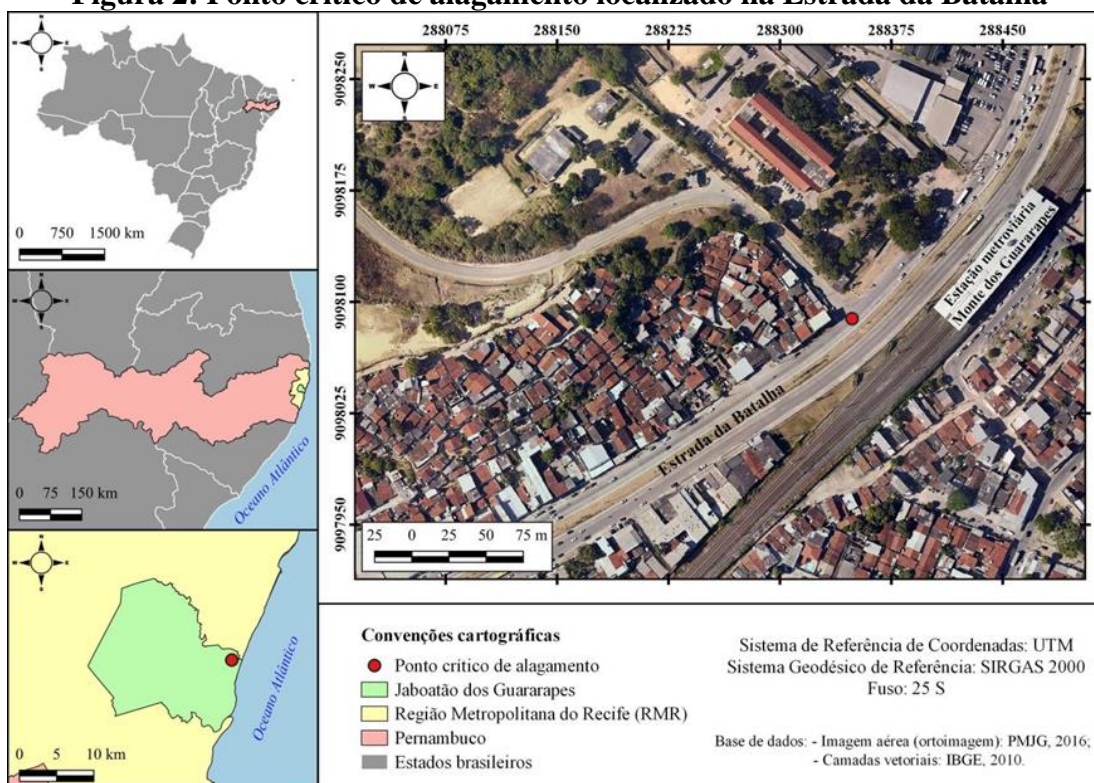 Figura 2: Ponto crítico de alagamento localizado na Estrada da Batalha
N
W E
S
0 750 1500 km
N
W E
S
0 75 150 km
Oceano Atlântico
N
W E
S
0 5 10 km
Oceano Atlântico
288075 288150 288225 288300 288375 288450
9098250
9098175
9098100
9098025
9097950
N
W E
S
Estação metroviária
Monte dos Guararapes
Estrada da Batalha
25 0 25 50 75 m
Convenções cartográficas
Ponto crítico de alagamento
Jaboatão dos Guararapes
Região Metropolitana do Recife (RMR)
Pernambuco
Estados brasileiros
Sistema de Referência de Coordenadas: UTM
Sistema Geodésico de Referência: SIRGAS 2000
Fuso: 25 S
Base de dados: - Imagem aérea (ortoimagem): PMJG, 2016;
- Camadas vetoriais: IBGE, 2010.